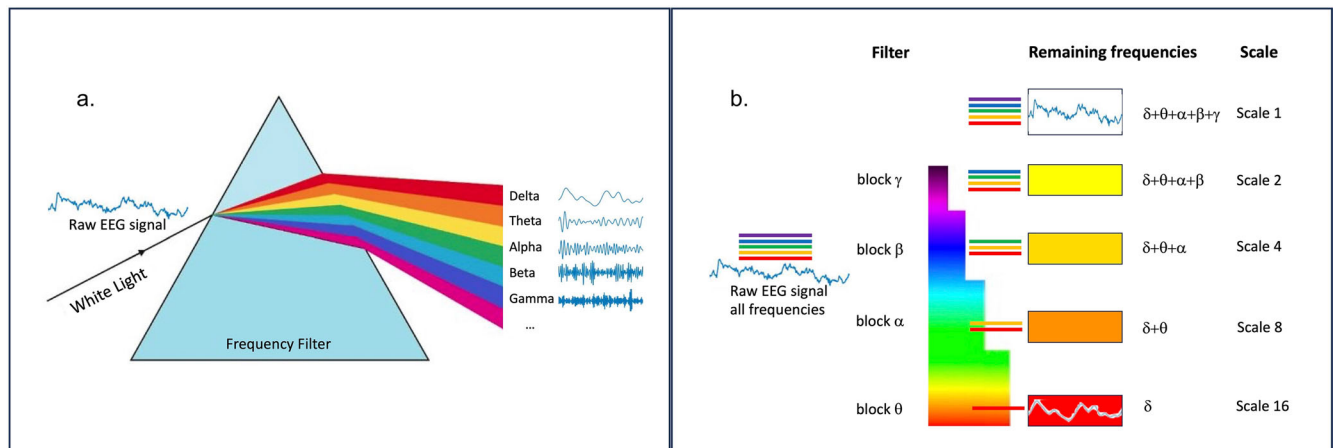 a.
Raw EEG signal
White Light
Frequency Filter
Delta
Theta
Alpha
Beta
Gamma
...
b.
Filter Remaining frequencies Scale
δ+θ+α+β+γ Scale 1
block γ δ+θ+α+β Scale 2
block β δ+θ+α Scale 4
Raw EEG signal
all frequencies
block α δ+θ Scale 8
block θ δ Scale 16